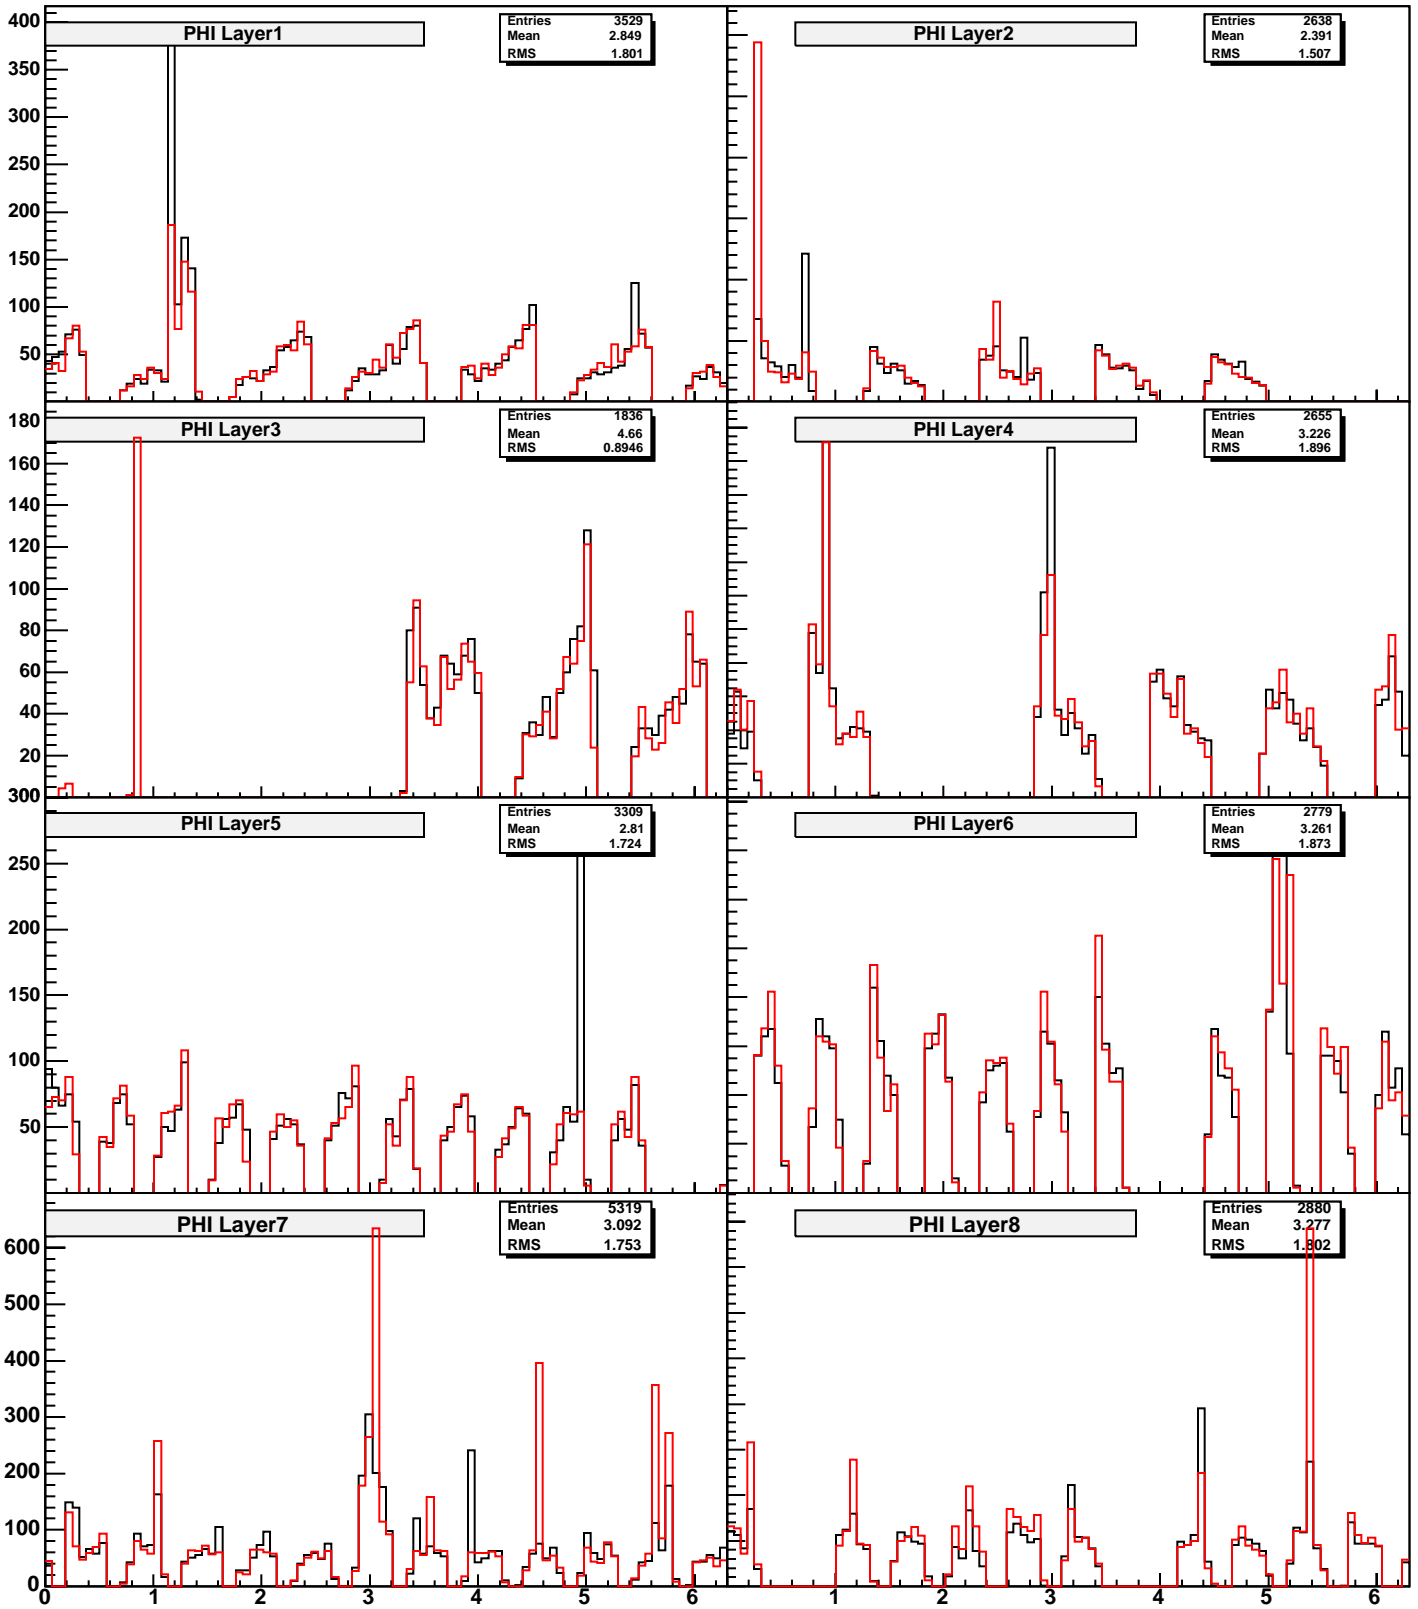 PHI Layer1
Entries 3529
Mean 2.849
RMS 1.801
400
350
300
250
200
150
100
50
PHI Layer2
Entries 2638
Mean 2.391
RMS 1.507
PHI Layer3
Entries 1836
Mean 4.66
RMS 0.8946
180
160
140
120
100
80
60
40
20
PHI Layer4
Entries 2655
Mean 3.226
RMS 1.896
300
PHI Layer5
Entries 3309
Mean 2.81
RMS 1.724
250
200
150
100
50
PHI Layer6
Entries 2779
Mean 3.261
RMS 1.873
PHI Layer7
Entries 5319
Mean 3.092
RMS 1.753
600
500
400
300
200
100
0
0 1 2 3 4 5 6
PHI Layer8
Entries 2880
Mean 3.277
RMS 1.802
1 2 3 4 5 6